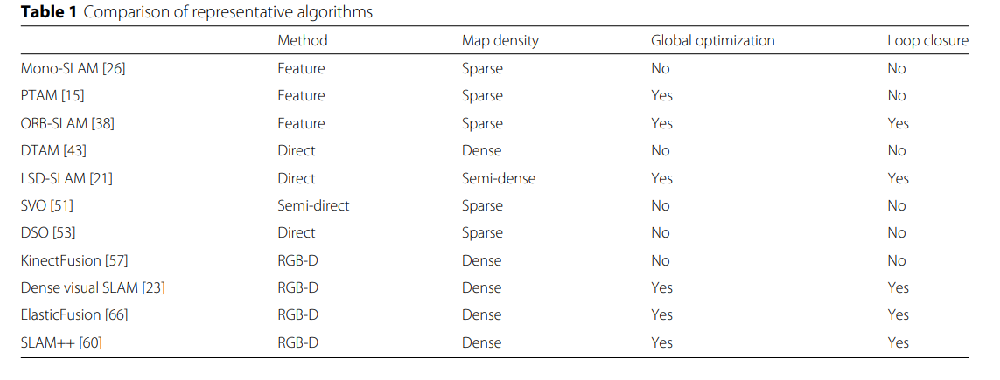 Table 1 Comparison of representative algorithms
Method Map density Global optimization Loop closure
Mono-SLAM [26] Feature Sparse No No
PTAM [15] Feature Sparse Yes No
ORB-SLAM [38] Feature Sparse Yes Yes
DTAM [43] Direct Dense No No
LSD-SLAM [21] Direct Semi-dense Yes Yes
SVO [51] Semi-direct Sparse No No
DSO [53] Direct Sparse No No
KinectFusion [57] RGB-D Dense No No
Dense visual SLAM [23] RGB-D Dense Yes Yes
ElasticFusion [66] RGB-D Dense Yes Yes
SLAM++ [60] RGB-D Dense Yes Yes